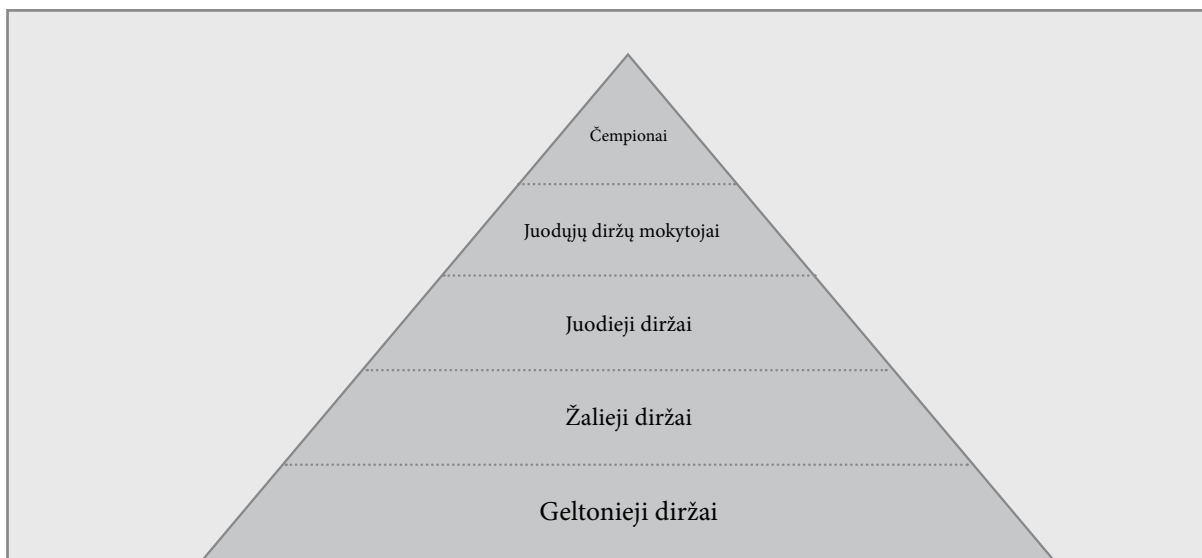 Čempionai
Juodųjų diržų mokytojai
Juodieji diržai
Žalieji diržai
Geltonieji diržai